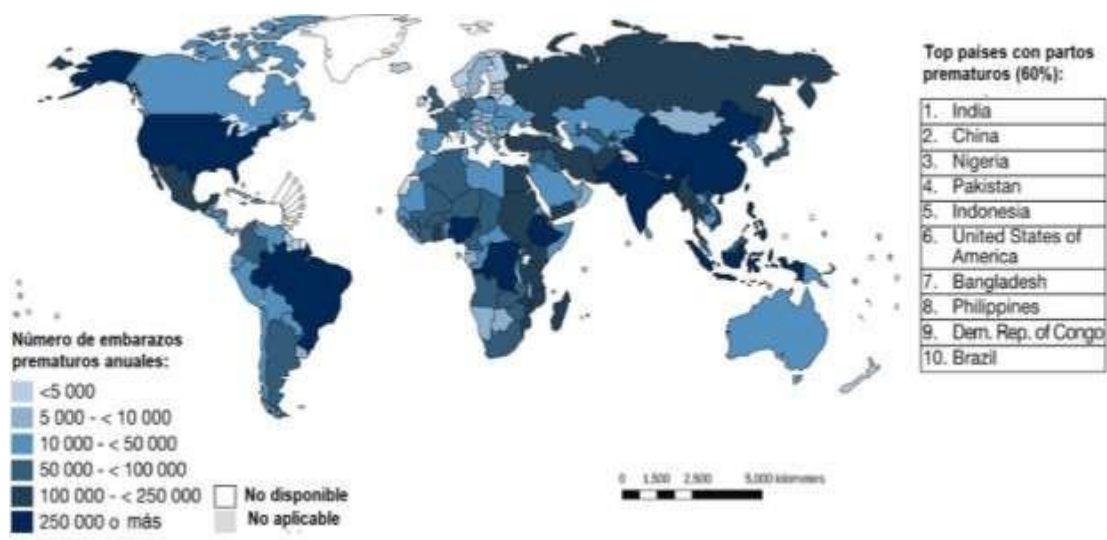 Top países con partos
prematuros (60%):
1. India
2. China
3. Nigeria
4. Pakistan
5. Indonesia
6. United States of
America
7. Bangladesh
8. Philippines
9. Dem. Rep. of Congo
10. Brazil
Número de embarazos
prematuros anuales:
<5 000
5 000 - < 10 000
10 000 - < 50 000
50 000 - < 100 000
100 000 - < 250 000
250 000 o más
No disponible
No aplicable
0 1,500 2,500 5,000 kilometers